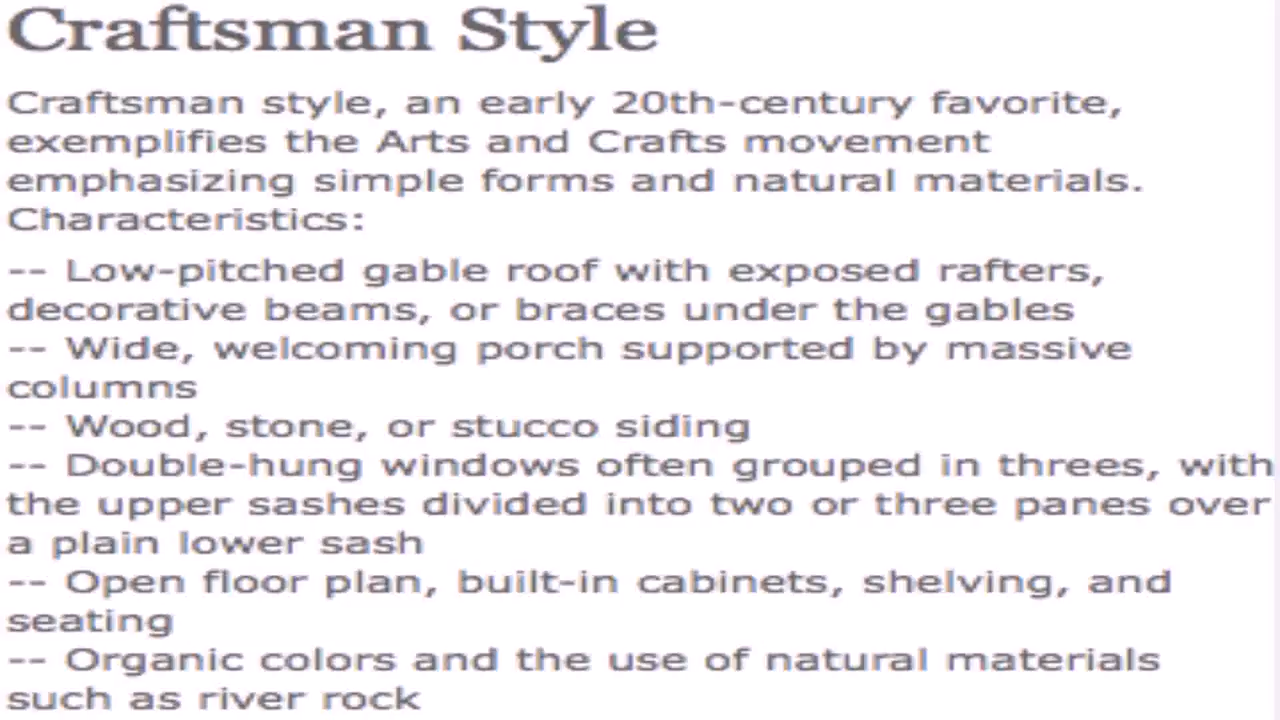 Craftsman Style
Craftsman style, an early 20th-century favorite,
exemplifies the Arts and Crafts movement
emphasizing simple forms and natural materials.
Characteristics:
-- Low-pitched gable roof with exposed rafters,
decorative beams, or braces under the gables
-- Wide, welcoming porch supported by massive
columns
-- Wood, stone, or stucco siding
-- Double-hung windows often grouped in threes, with
the upper sashes divided into two or three panes over
a plain lower sash
-- Open floor plan, built-in cabinets, shelving, and
seating
-- Organic colors and the use of natural materials
such as river rock